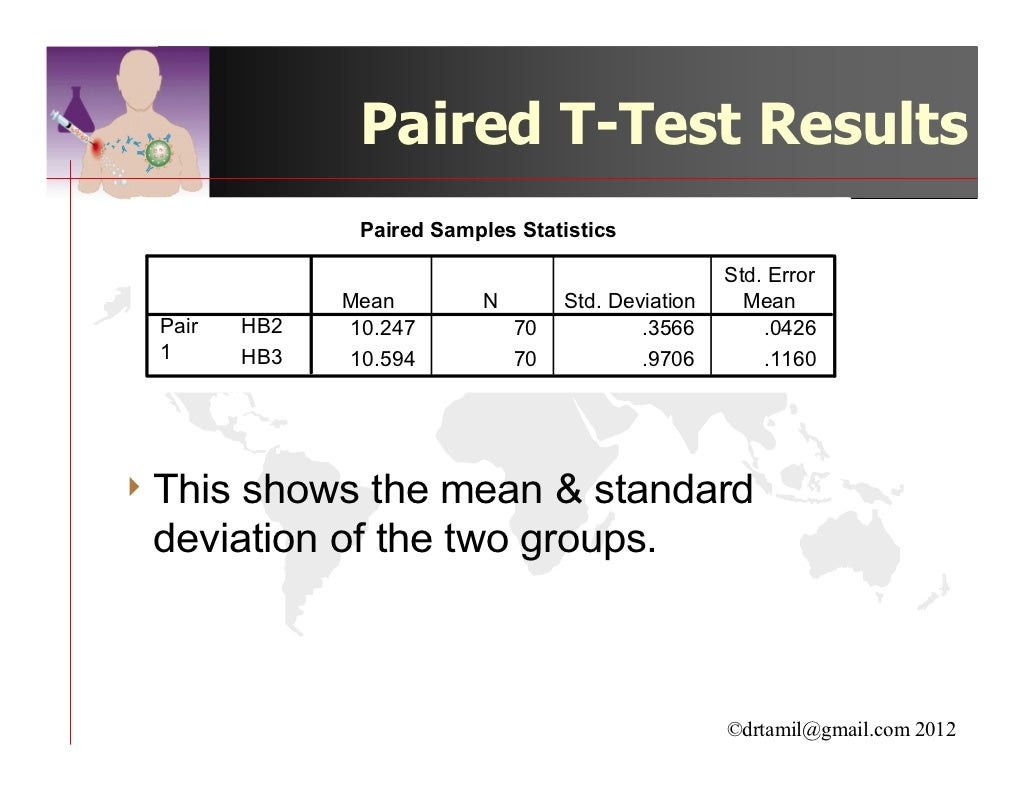 Paired T-Test Results
Paired Samples Statistics
Std. Error
Mean N Std. Deviation Mean
Pair HB2 10.247 70 .3566 .0426
1 HB3 10.594 70 .9706 .1160
This shows the mean & standard
deviation of the two groups.
©drtamil@gmail.com 2012